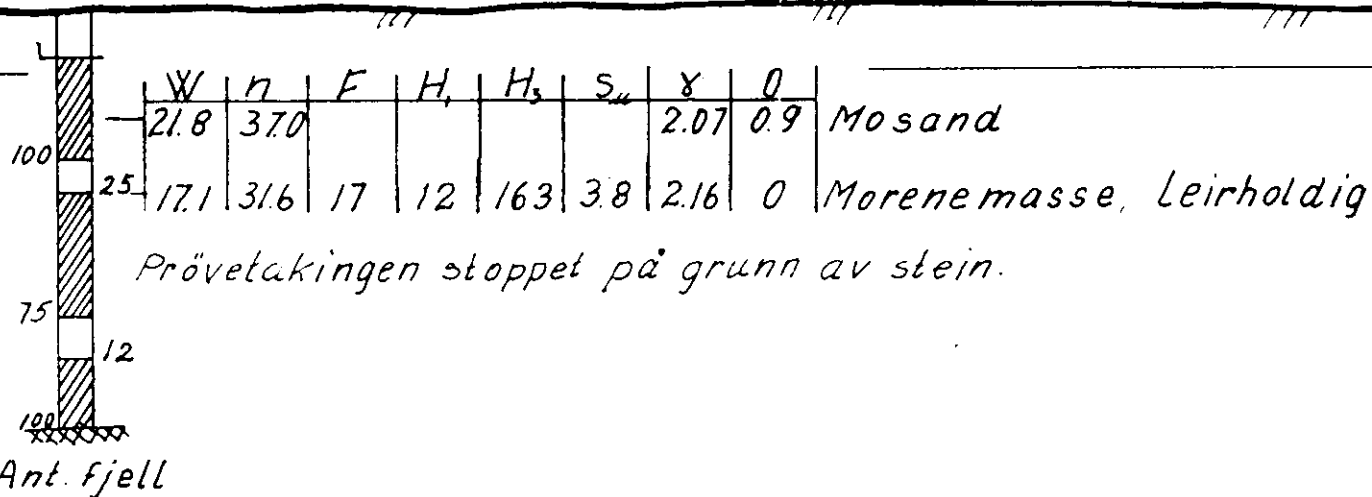 W n F H₁ H₃ Sᵤ γ O
21.8 37.0 2.07 0.9 Mosand
100
25 17.1 31.6 17 12 163 3.8 2.16 0 Morenemasse, leirholdig
Prövetakingen stoppet på grunn av stein.
75
12
100
Ant. fjell